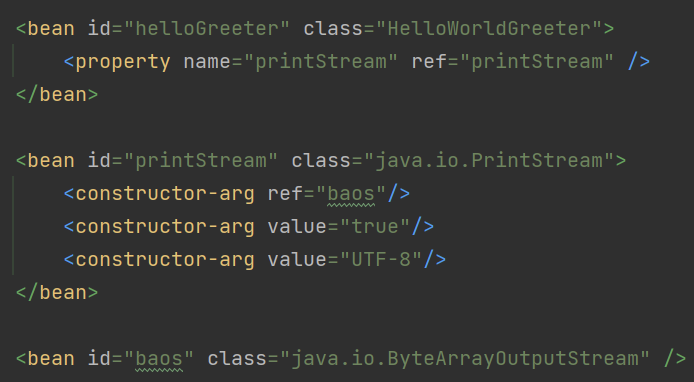 <bean id="helloGreeter" class="HelloWorldGreeter">
    <property name="printStream" ref="printStream" />
</bean>

<bean id="printStream" class="java.io.PrintStream">
    <constructor-arg ref="baos"/>
    <constructor-arg value="true"/>
    <constructor-arg value="UTF-8"/>
</bean>

<bean id="baos" class="java.io.ByteArrayOutputStream" />